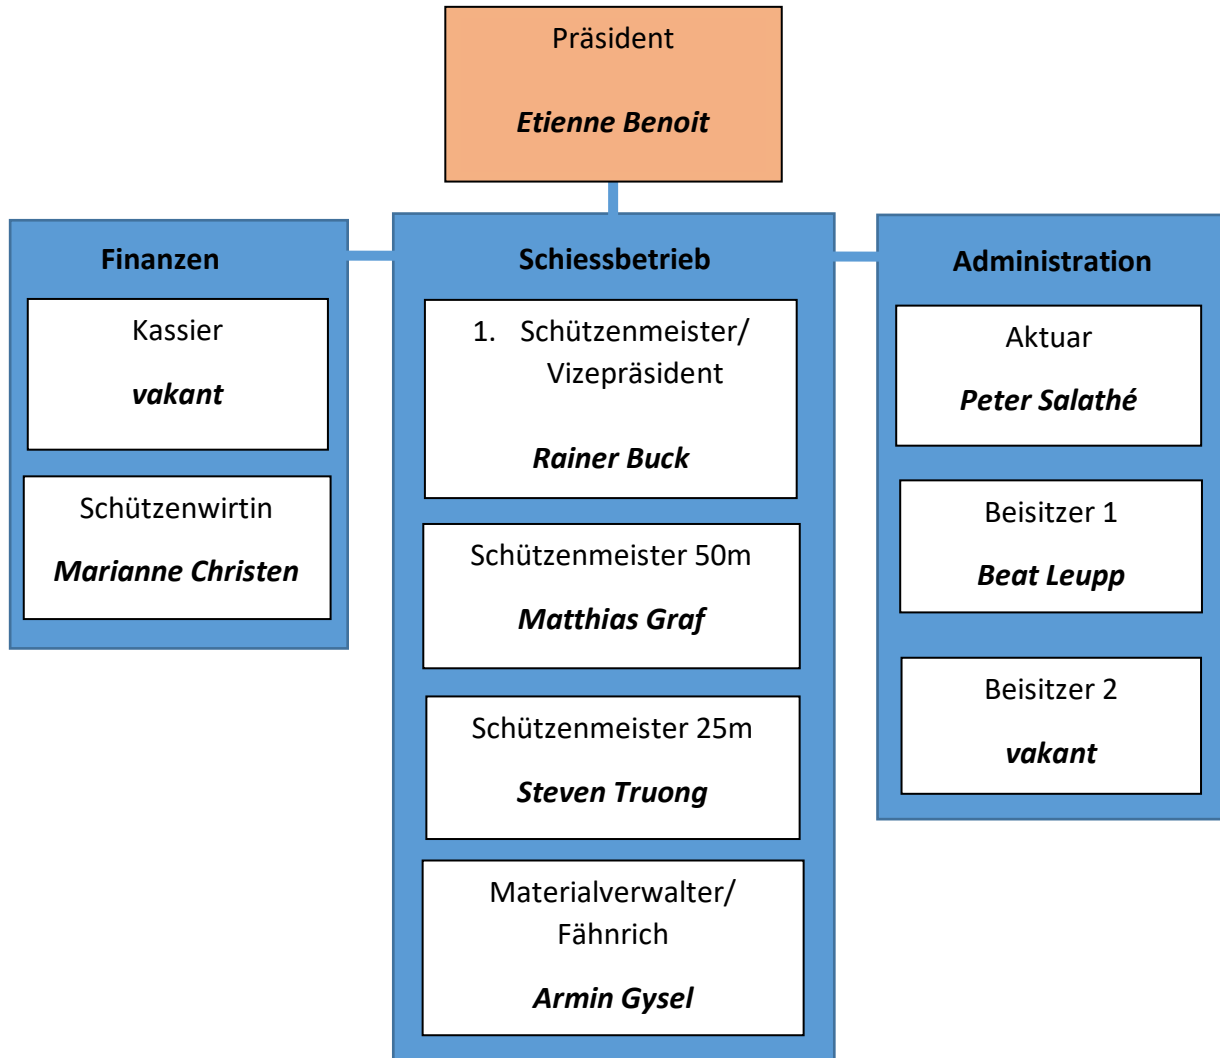 Präsident
Etienne Benoit
Finanzen
Kassier
vakant
Schützenwirtin
Marianne Christen
Schiessbetrieb
1. Schützenmeister/
Vizepräsident
Rainer Buck
Schützenmeister 50m
Matthias Graf
Schützenmeister 25m
Steven Truong
Materialverwalter/
Fähnrich
Armin Gysel
Administration
Aktuar
Peter Salathé
Beisitzer 1
Beat Leupp
Beisitzer 2
vakant